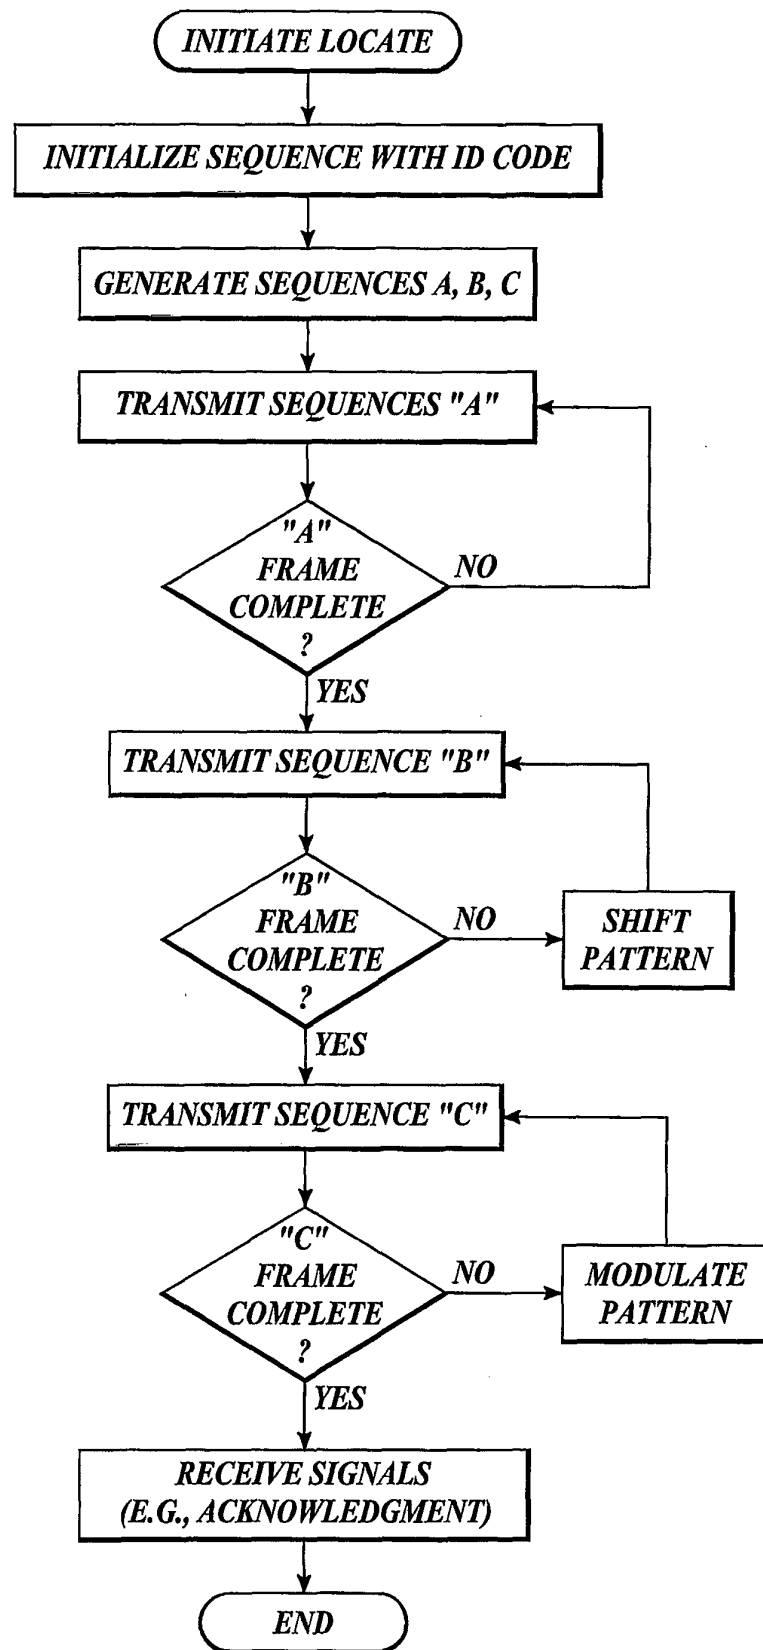 INITIATE LOCATE
INITIALIZE SEQUENCE WITH ID CODE
GENERATE SEQUENCES A, B, C
TRANSMIT SEQUENCES "A"
"A"
FRAME
COMPLETE
?
NO
YES
TRANSMIT SEQUENCE "B"
"B"
FRAME
COMPLETE
?
NO
SHIFT
PATTERN
YES
TRANSMIT SEQUENCE "C"
"C"
FRAME
COMPLETE
?
NO
MODULATE
PATTERN
YES
RECEIVE SIGNALS
(E.G., ACKNOWLEDGMENT)
END